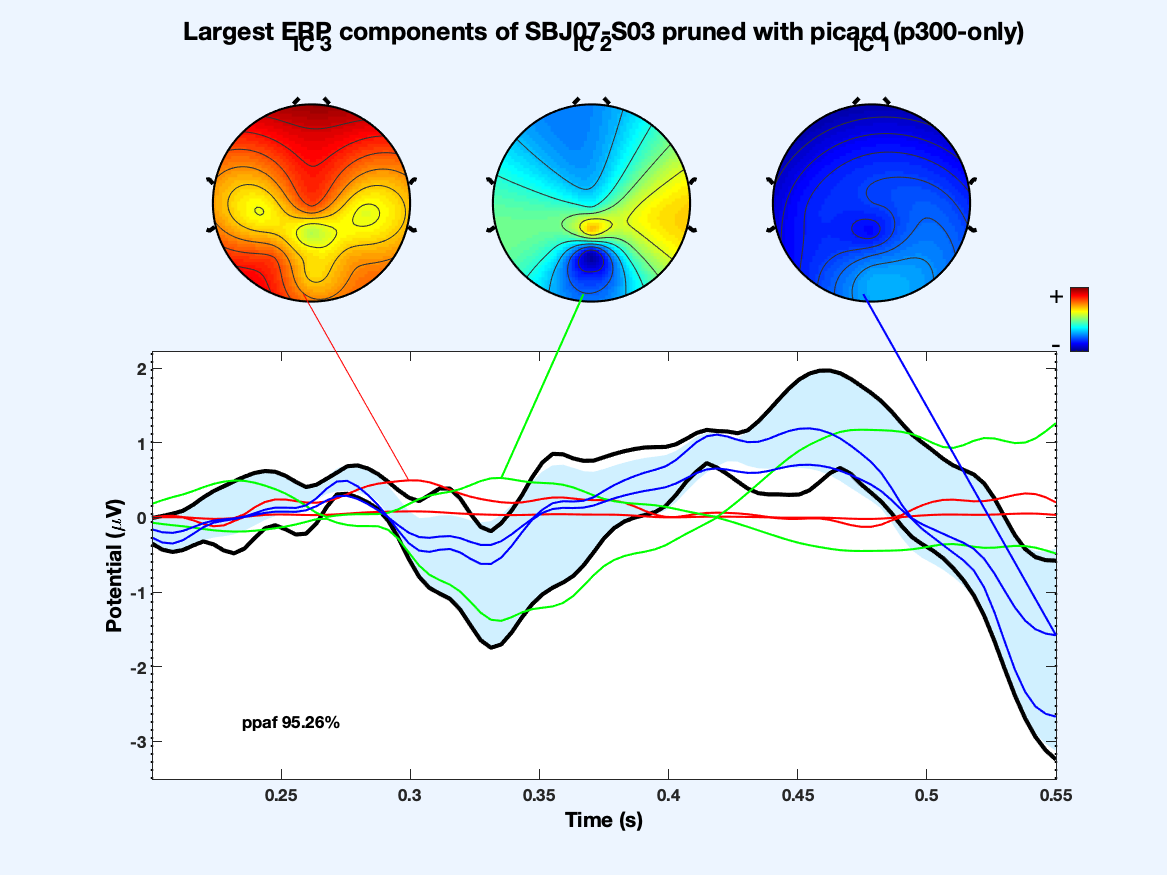 Largest ERP components of SBJ07-S03 pruned with picard (p300-only)
IC 3 IC 2 IC 1
+
-
2
1
0
-1
-2
-3
Potential (μV)
ppaf 95.26%
0.25 0.3 0.35 0.4 0.45 0.5 0.55
Time (s)